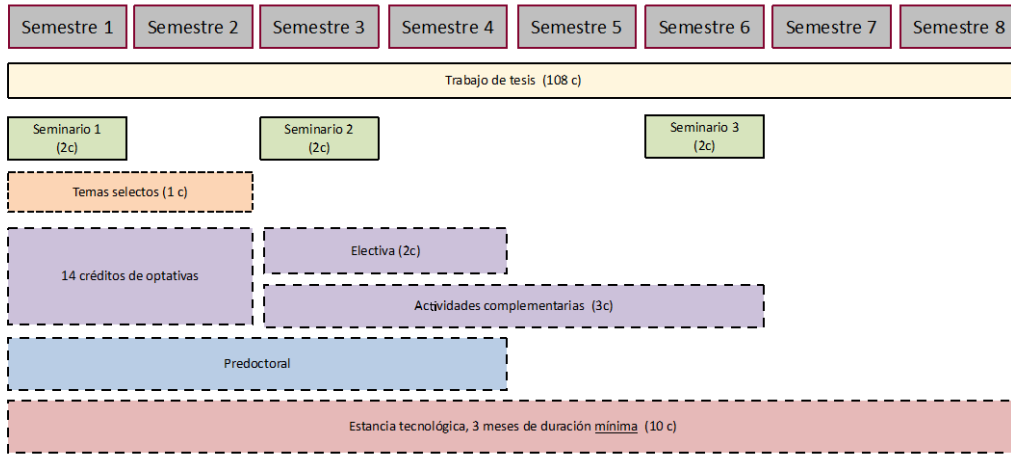 Semestre 1
Semestre 2
Semestre 3
Semestre 4
Semestre 5
Semestre 6
Semestre 7
Semestre 8
Trabajo de tesis (108 c)
Seminario 1
(2c)
Seminario 2
(2c)
Seminario 3
(2c)
Temas selectos (1 c)
14 créditos de optativas
Electiva (2c)
Actividades complementarias (3c)
Predoctoral
Estancia tecnológica, 3 meses de duración mínima (10 c)